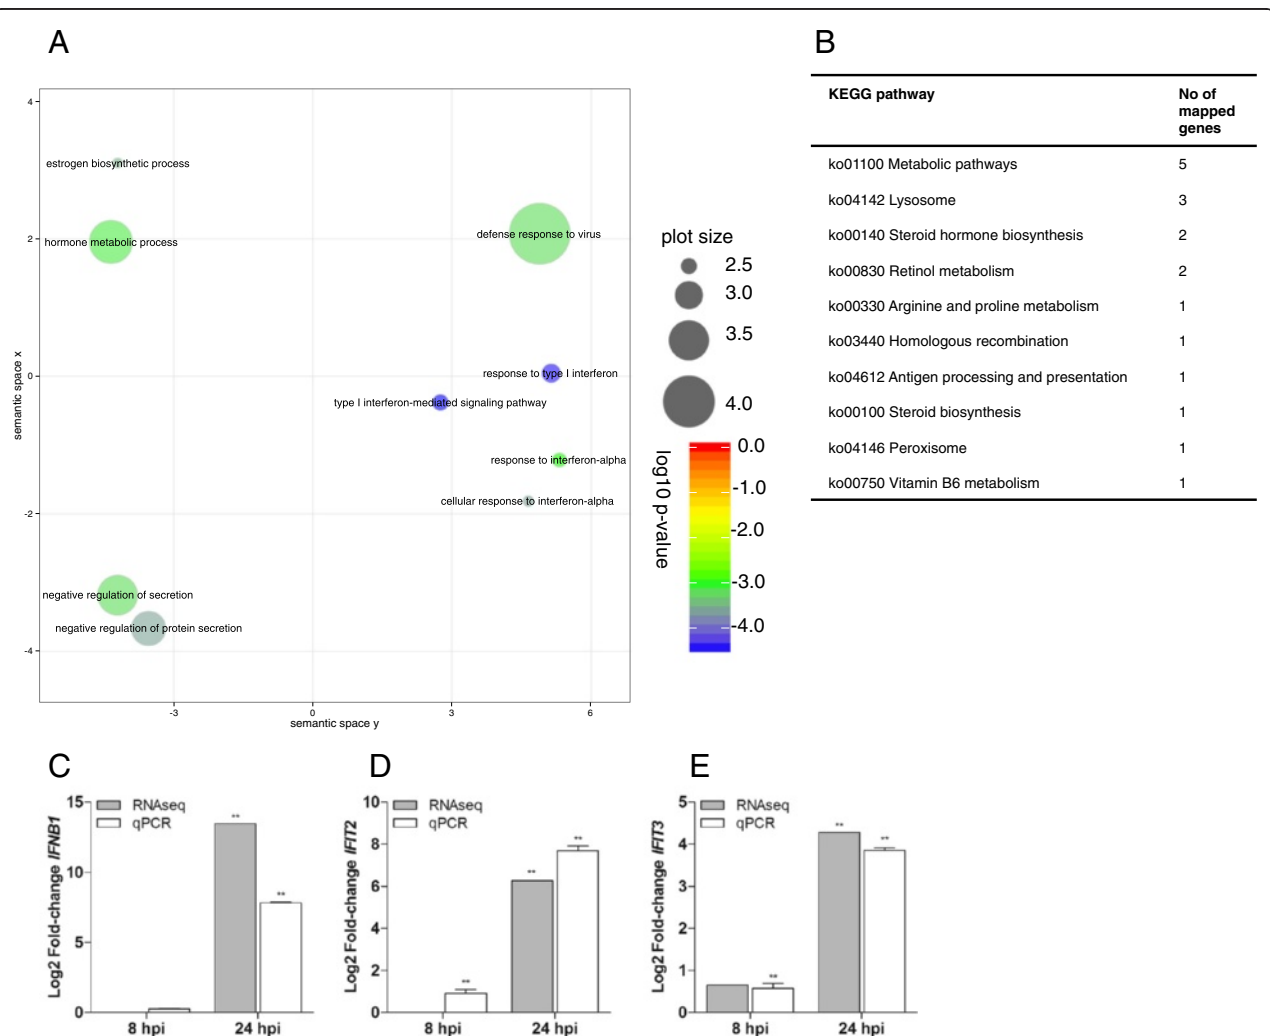 A
4
2
0
-2
-4
semantic space x
-3
0
3
6
semantic space y
estrogen biosynthetic process
hormone metabolic process
defense response to virus
response to type I interferon
type I interferon-mediated signaling pathway
response to interferon-alpha
cellular response to interferon-alpha
negative regulation of secretion
negative regulation of protein secretion
plot size
2.5
3.0
3.5
4.0
log10 p-value
0.0
-1.0
-2.0
-3.0
-4.0
B
KEGG pathway No of mapped genes
ko01100 Metabolic pathways 5
ko04142 Lysosome 3
ko00140 Steroid hormone biosynthesis 2
ko00830 Retinol metabolism 2
ko00330 Arginine and proline metabolism 1
ko03440 Homologous recombination 1
ko04612 Antigen processing and presentation 1
ko00100 Steroid biosynthesis 1
ko04146 Peroxisome 1
ko00750 Vitamin B6 metabolism 1
C
Log2 Fold-change IFNB1
15
10
5
0
RNAseq
qPCR
**
**
8 hpi
24 hpi
D
Log2 Fold-change IFIT2
10
8
6
4
2
0
RNAseq
qPCR
**
**
**
8 hpi
24 hpi
E
Log2 Fold-change IFIT3
5
4
3
2
1
0
RNAseq
qPCR
**
**
**
8 hpi
24 hpi